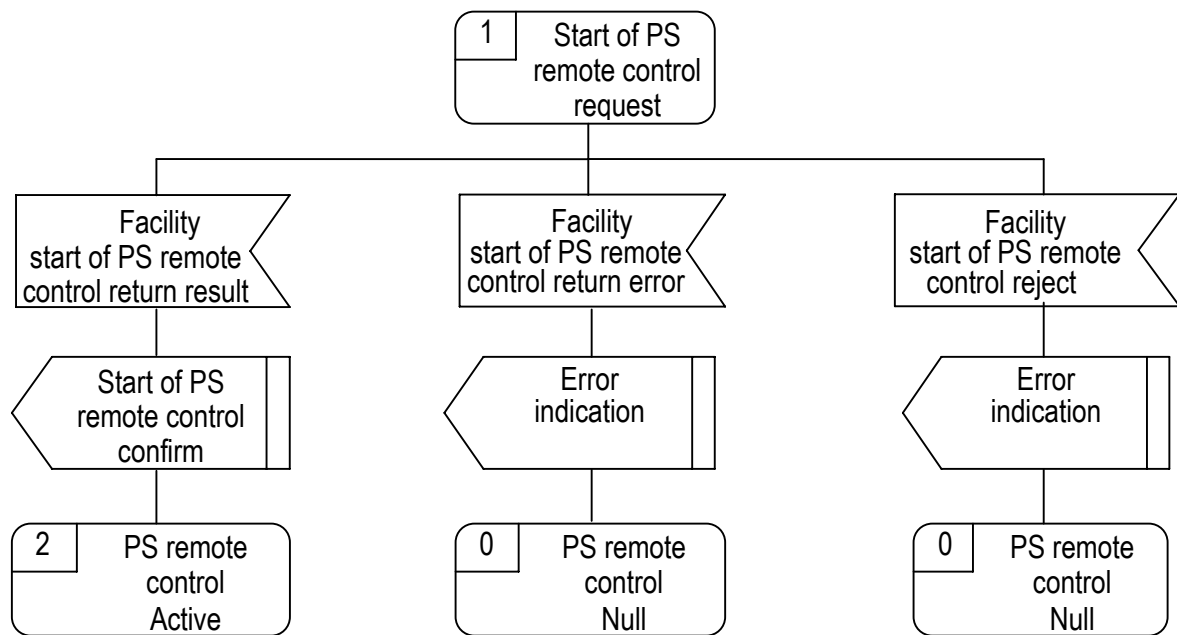 1
Start of PS
remote control
request
Facility
start of PS remote
control return result
Facility
start of PS remote
control return error
Facility
start of PS remote
control reject
Start of PS
remote control
confirm
Error
indication
Error
indication
2
PS remote
control
Active
0
PS remote
control
Null
0
PS remote
control
Null